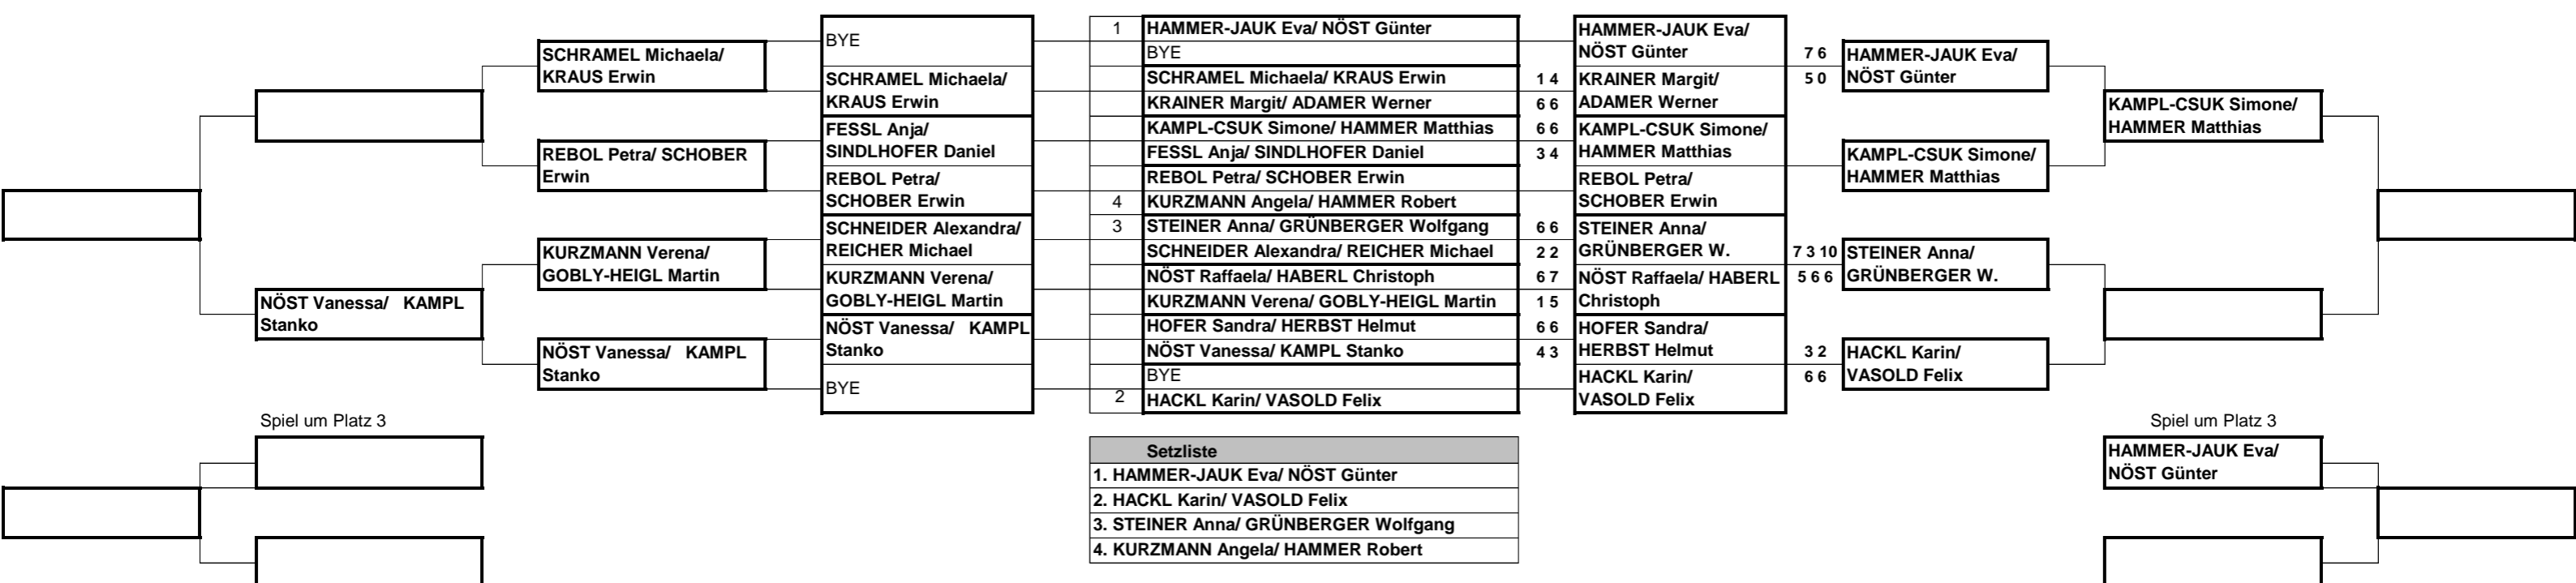 BYE
SCHRAMEL Michaela/
KRAUS Erwin
FESSL Anja/
SINDLHOFER Daniel
REBOL Petra/
SCHOBER Erwin
SCHNEIDER Alexandra/
REICHER Michael
KURZMANN Verena/
GOBLY-HEIGL Martin
NÖST Vanessa/ KAMPL
Stanko
BYE
SCHRAMEL Michaela/
KRAUS Erwin
REBOL Petra/ SCHOBER
Erwin
KURZMANN Verena/
GOBLY-HEIGL Martin
NÖST Vanessa/ KAMPL
Stanko
NÖST Vanessa/ KAMPL
Stanko
Spiel um Platz 3
1 HAMMER-JAUK Eva/ NÖST Günter
BYE
SCHRAMEL Michaela/ KRAUS Erwin 1 4
KRAINER Margit/ ADAMER Werner 6 6
KAMPL-CSUK Simone/ HAMMER Matthias 6 6
FESSL Anja/ SINDLHOFER Daniel 3 4
REBOL Petra/ SCHOBER Erwin
4 KURZMANN Angela/ HAMMER Robert
3 STEINER Anna/ GRÜNBERGER Wolfgang 6 6
SCHNEIDER Alexandra/ REICHER Michael 2 2
NÖST Raffaela/ HABERL Christoph 6 7
KURZMANN Verena/ GOBLY-HEIGL Martin 1 5
HOFER Sandra/ HERBST Helmut 6 6
NÖST Vanessa/ KAMPL Stanko 4 3
BYE
2 HACKL Karin/ VASOLD Felix
Setzliste
1. HAMMER-JAUK Eva/ NÖST Günter
2. HACKL Karin/ VASOLD Felix
3. STEINER Anna/ GRÜNBERGER Wolfgang
4. KURZMANN Angela/ HAMMER Robert
HAMMER-JAUK Eva/
NÖST Günter 7 6
KRAINER Margit/ 5 0
ADAMER Werner
KAMPL-CSUK Simone/
HAMMER Matthias
REBOL Petra/
SCHOBER Erwin
STEINER Anna/
GRÜNBERGER W. 7 3 10
NÖST Raffaela/ HABERL 5 6 6
Christoph
HOFER Sandra/
HERBST Helmut 3 2
HACKL Karin/ 6 6
VASOLD Felix
HAMMER-JAUK Eva/
NÖST Günter
KAMPL-CSUK Simone/
HAMMER Matthias
STEINER Anna/
GRÜNBERGER W.
HACKL Karin/
VASOLD Felix
KAMPL-CSUK Simone/
HAMMER Matthias
Spiel um Platz 3
HAMMER-JAUK Eva/
NÖST Günter